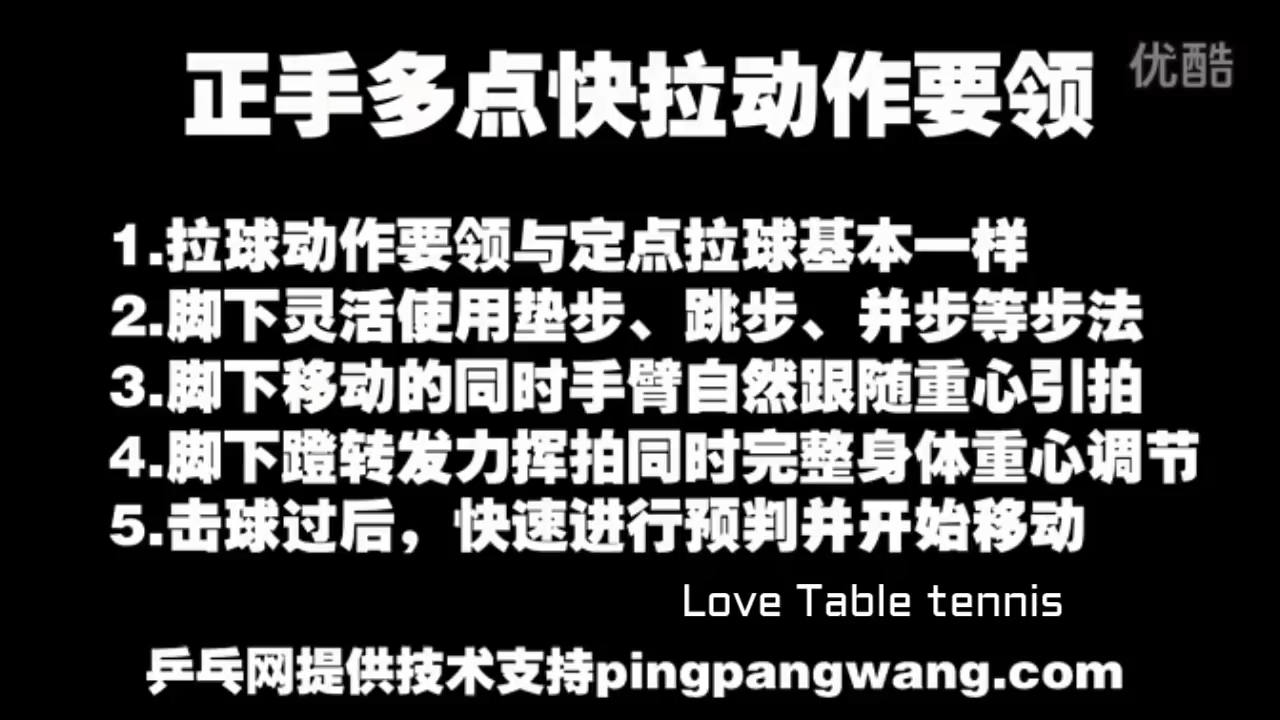 正手多点快拉动作要领
优酷
1.拉球动作要领与定点拉球基本一样
2.脚下灵活使用垫步、跳步、并步等步法
3.脚下移动的同时手臂自然跟随重心引拍
4.脚下蹬转发力挥拍同时完整身体重心调节
5.击球过后，快速进行预判并开始移动
Love Table tennis
乒乓网提供技术支持pingpangwang.com